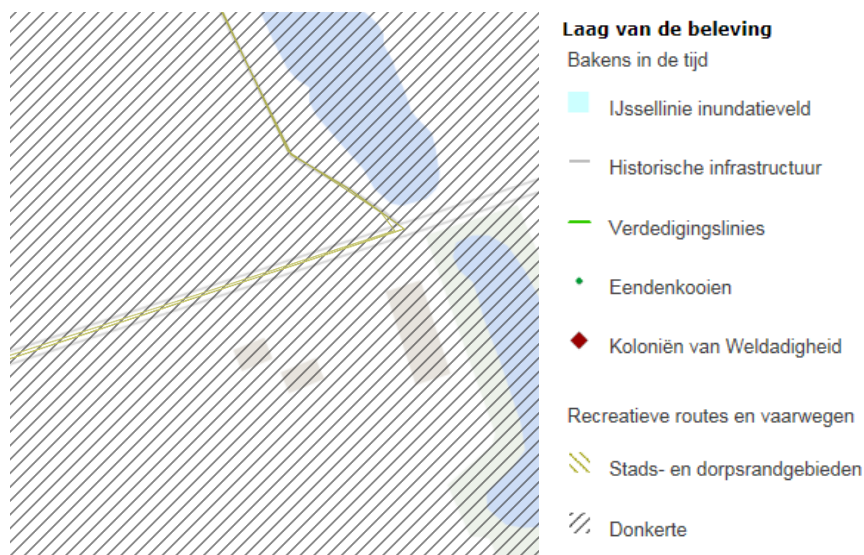 Laag van de beleving
Bakens in de tijd
IJssellinie inundatieveld
Historische infrastructuur
Verdedigingslinies
Eendenkooien
Koloniën van Weldadigheid
Recreatieve routes en vaarwegen
Stads- en dorpsrandgebieden
Donkerte